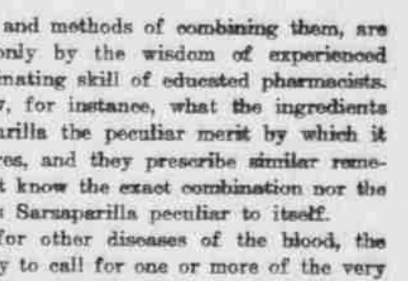 and methods of combining them, are
only by the wisdom of experienced
nating skill of educated pharmacists.
, for instance, what the ingredients
arilla the peculiar merit by which it
res, and they prescribe similar reme-
t know the exact combination nor the
s Sarsaparilla peculiar to itself.
for other diseases of the blood, the
y to call for one or more of the very